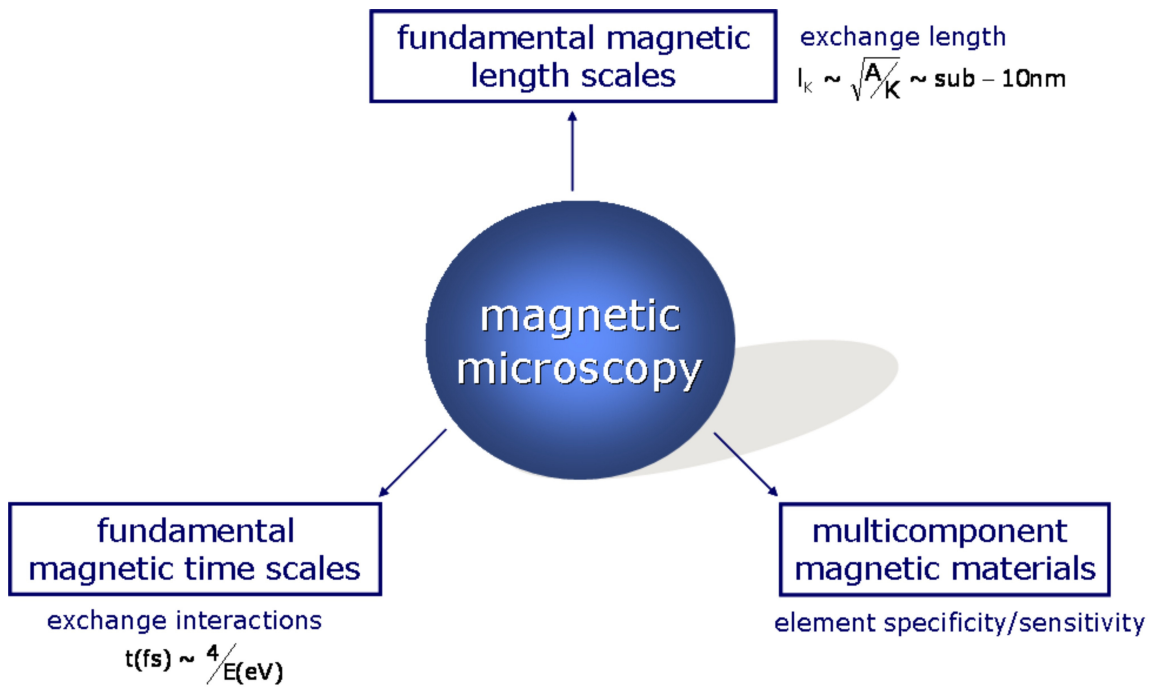 fundamental magnetic
length scales
exchange length
lK ~ √A/K ~ sub – 10nm
magnetic
microscopy
fundamental
magnetic time scales
exchange interactions
t(fs) ~ 4/E(eV)
multicomponent
magnetic materials
element specificity/sensitivity